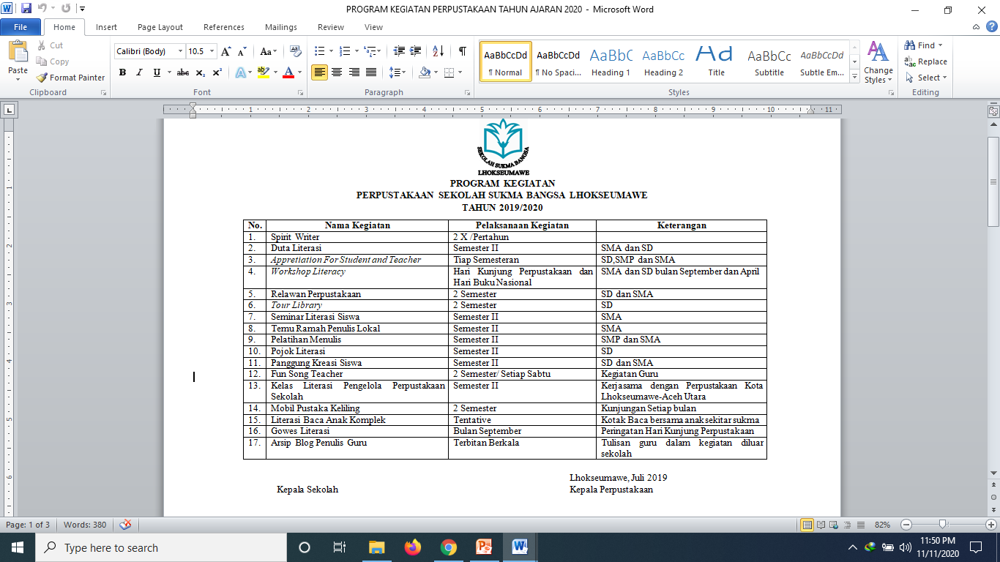 PROGRAM KEGIATAN PERPUSTAKAAN TAHUN AJARAN 2020 - Microsoft Word
File Home Insert Page Layout References Mailings Review View
Paste
Cut
Copy
Format Painter
Clipboard
Calibri (Body) 10.5
Font
Paragraph
AaBbCcDd AaBbCcDd AaBbC AaBbCc Aa AaBbCc AaBbCcDd
¶ Normal ¶ No Spaci... Heading 1 Heading 2 Title Subtitle Subtle Em...
Change Styles
Styles
Find
Replace
Select
Editing
1 2 3 4 5 6 7 8 9 10 11
SEKOLAH SUKMA BANGSA
LHOKSEUMAWE
PROGRAM KEGIATAN
PERPUSTAKAAN SEKOLAH SUKMA BANGSA LHOKSEUMAWE
TAHUN 2019/2020
No. Nama Kegiatan Pelaksanaan Kegiatan Keterangan
1. Spirit Writer 2 X /Pertahun
2. Duta Literasi Semester II SMA dan SD
3. Appretiation For Student and Teacher Tiap Semesteran SD,SMP dan SMA
4. Workshop Literacy Hari Kunjung Perpustakaan dan SMA dan SD bulan September dan April
Hari Buku Nasional
5. Relawan Perpustakaan 2 Semester SD dan SMA
6. Tour Library 2 Semester SD
7. Seminar Literasi Siswa Semester II SMA
8. Temu Ramah Penulis Lokal Semester II SMA
9. Pelatihan Menulis Semester II SMP dan SMA
10. Pojok Literasi Semester II SD
11. Panggung Kreasi Siswa Semester II SD dan SMA
12. Fun Song Teacher 2 Semester/ Setiap Sabtu Kegiatan Guru
13. Kelas Literasi Pengelola Perpustakaan Semester II Kerjasama dengan Perpustakaan Kota
Sekolah Lhokseumawe-Aceh Utara
14. Mobil Pustaka Keliling 2 Semester Kunjungan Setiap bulan
15. Literasi Baca Anak Komplek Tentative Kotak Baca bersama anak sekitar sukma
16. Gowes Literasi Bulan September Peringatan Hari Kunjung Perpustakaan
17. Arsip Blog Penulis Guru Terbitan Berkala Tulisan guru dalam kegiatan diluar
sekolah
Lhokseumawe, Juli 2019
Kepala Sekolah Kepala Perpustakaan
Page: 1 of 3 Words: 380 82%
Type here to search
11:50 PM
11/11/2020